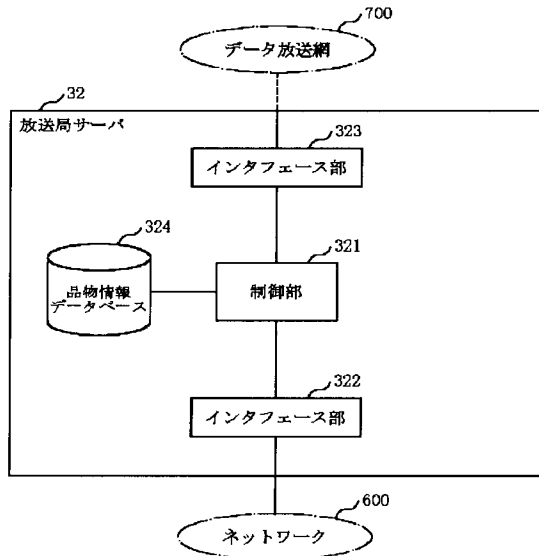 700
データ放送網
32
放送局サーバ
323
インタフェース部
324
321
品物情報
データベース
制御部
322
インタフェース部
600
ネットワーク